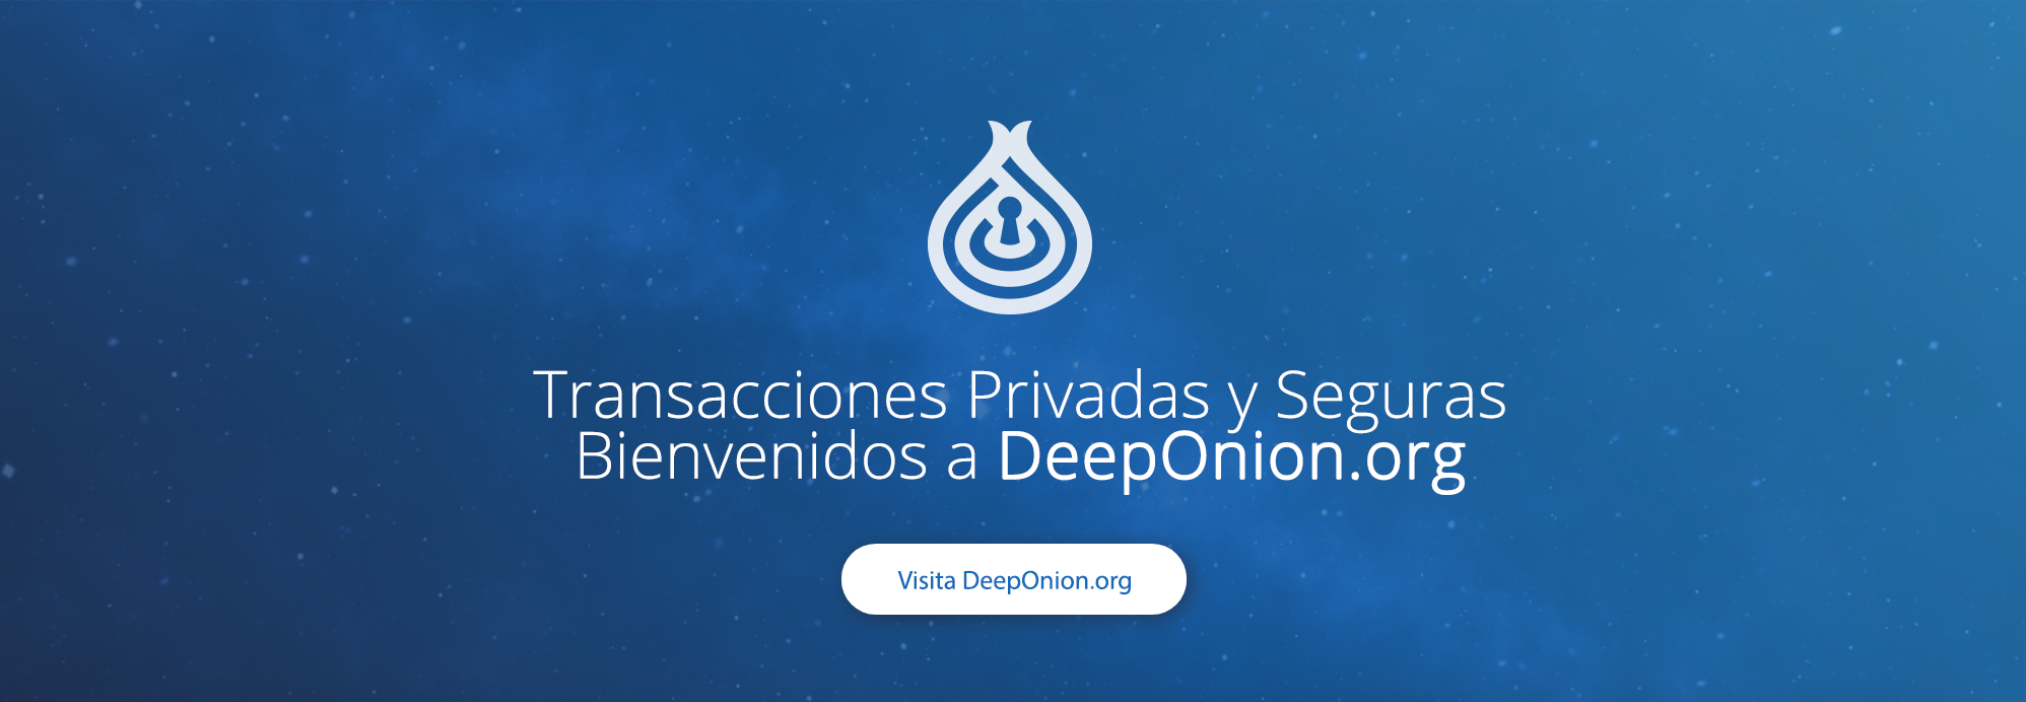 Transacciones Privadas y Seguras
Bienvenidos a DeepOnion.org
Visita DeepOnion.org